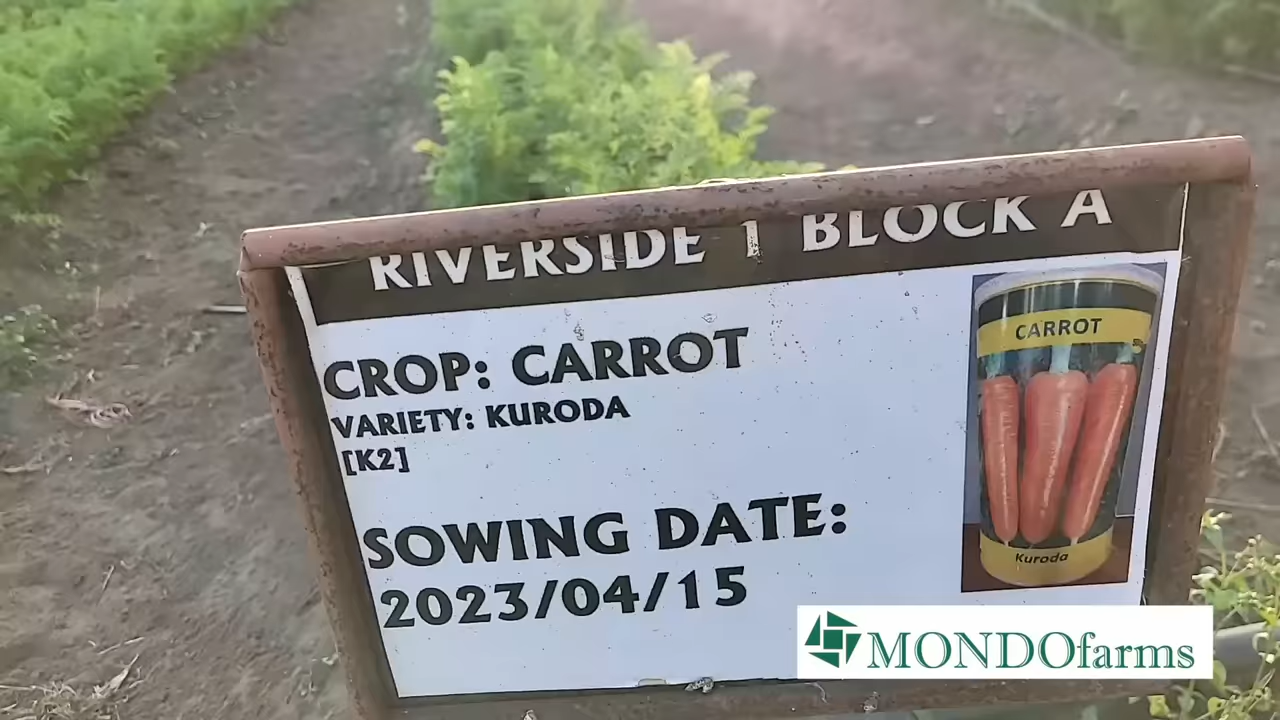 RIVERSIDE 1 BLOCK A
CROP: CARROT
VARIETY: KURODA
[K2]
SOWING DATE:
2023/04/15
CARROT
Kuroda
MONDOfarms